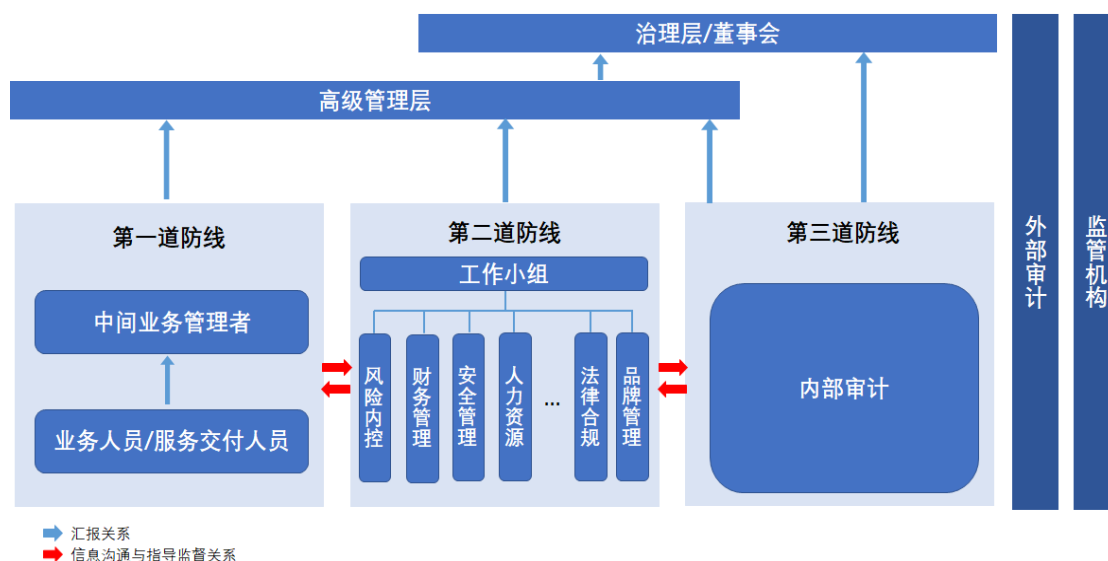 治理层/董事会
高级管理层
第一道防线
中间业务管理者
业务人员/服务交付人员
第二道防线
工作小组
风险内控
财务管理
安全管理
人力资源
...
法律合规
品牌管理
第三道防线
内部审计
外部审计
监管机构
汇报关系
信息沟通与指导监督关系